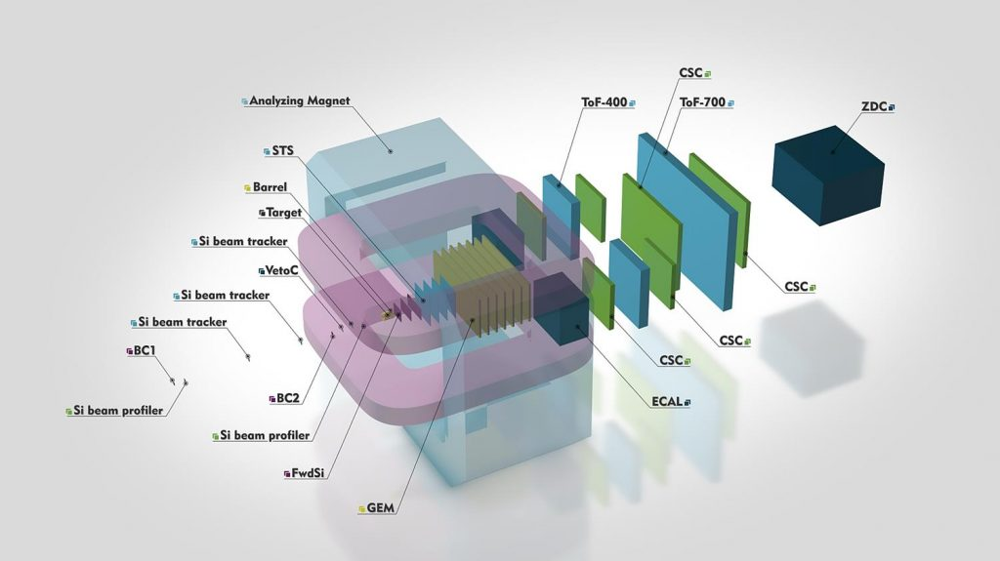 CSC
Analyzing Magnet
ToF-400
ToF-700
ZDC
STS
Barrel
Target
Si beam tracker
VetoC
CSC
Si beam tracker
Si beam tracker
CSC
BC1
CSC
BC2
ECAL
Si beam profiler
Si beam profiler
FwdSi
GEM